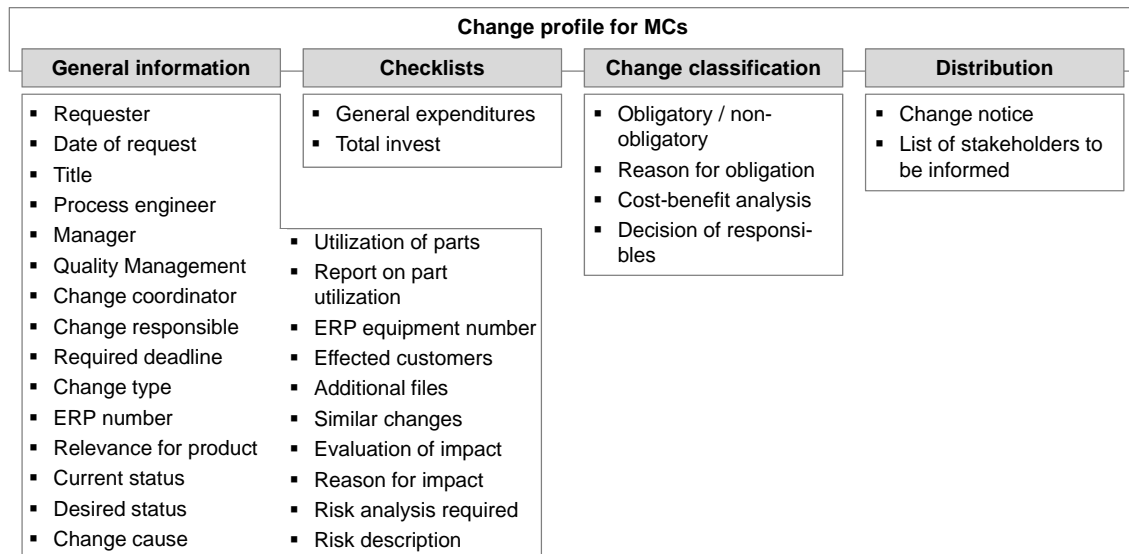 Change profile for MCs
General information
▪ Requester
▪ Date of request
▪ Title
▪ Process engineer
▪ Manager
▪ Quality Management
▪ Change coordinator
▪ Change responsible
▪ Required deadline
▪ Change type
▪ ERP number
▪ Relevance for product
▪ Current status
▪ Desired status
▪ Change cause
▪ Utilization of parts
▪ Report on part
utilization
▪ ERP equipment number
▪ Effected customers
▪ Additional files
▪ Similar changes
▪ Evaluation of impact
▪ Reason for impact
▪ Risk analysis required
▪ Risk description
Checklists
▪ General expenditures
▪ Total invest
Change classification
▪ Obligatory / non-
obligatory
▪ Reason for obligation
▪ Cost-benefit analysis
▪ Decision of responsi-
bles
Distribution
▪ Change notice
▪ List of stakeholders to
be informed